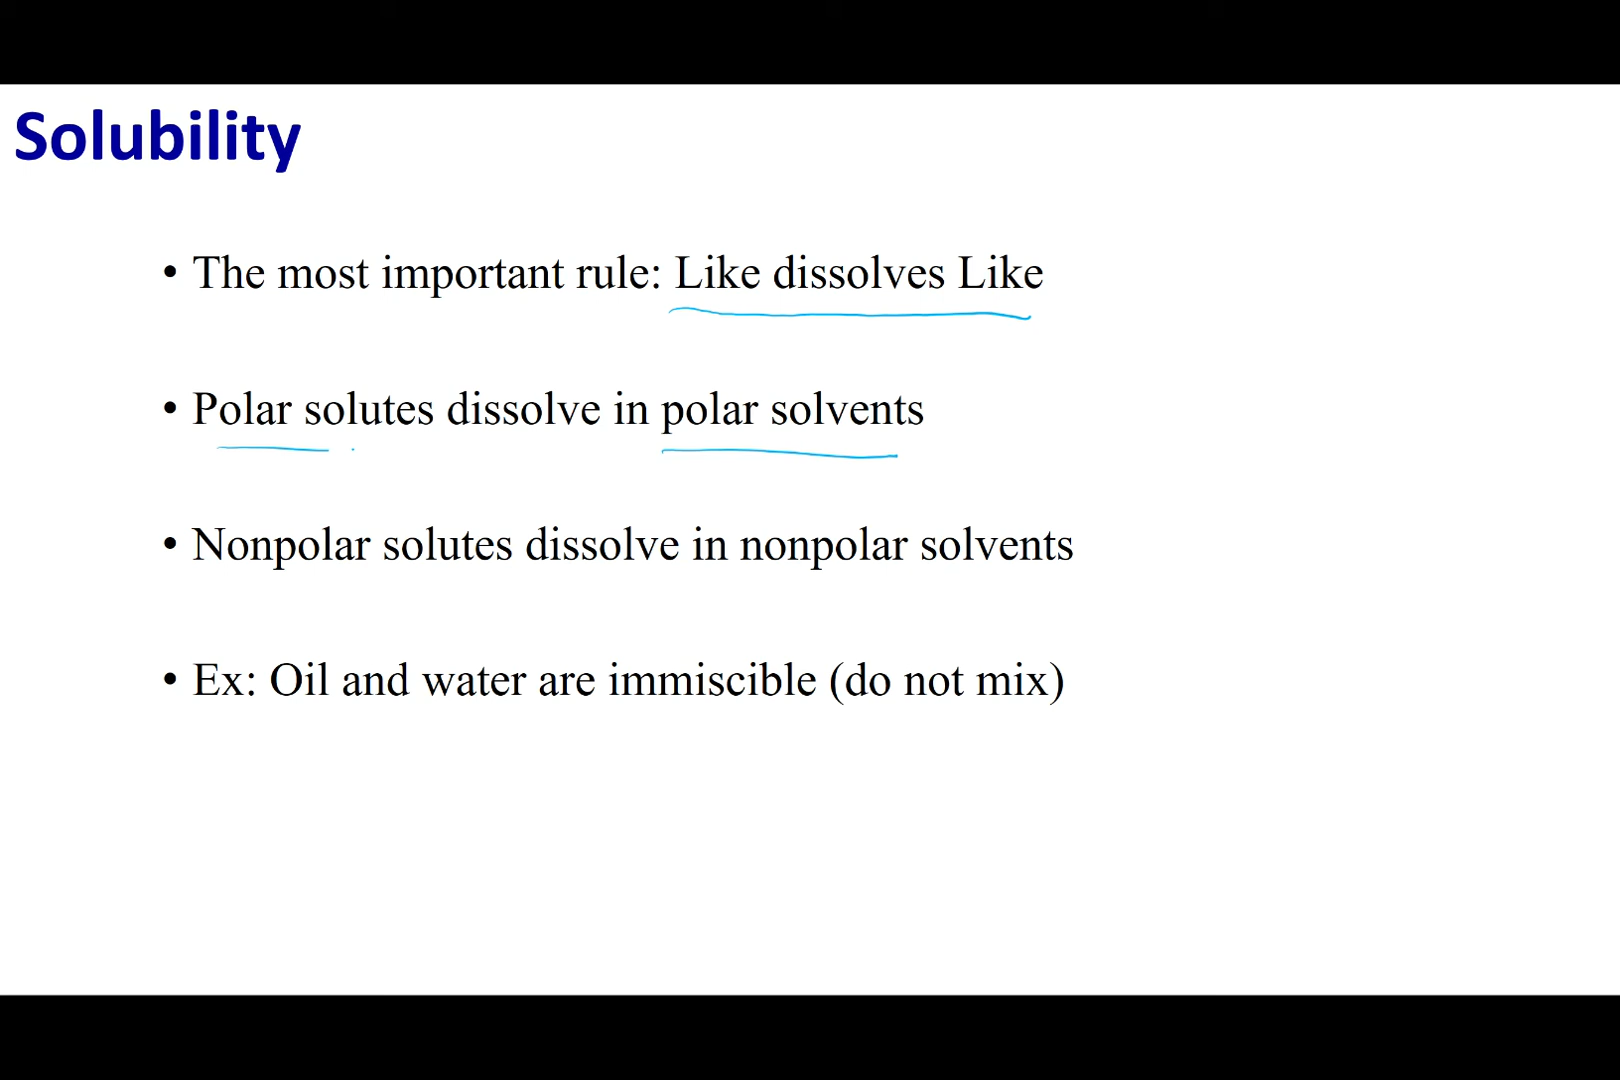 Solubility
• The most important rule: Like dissolves Like
• Polar solutes dissolve in polar solvents
• Nonpolar solutes dissolve in nonpolar solvents
• Ex: Oil and water are immiscible (do not mix)